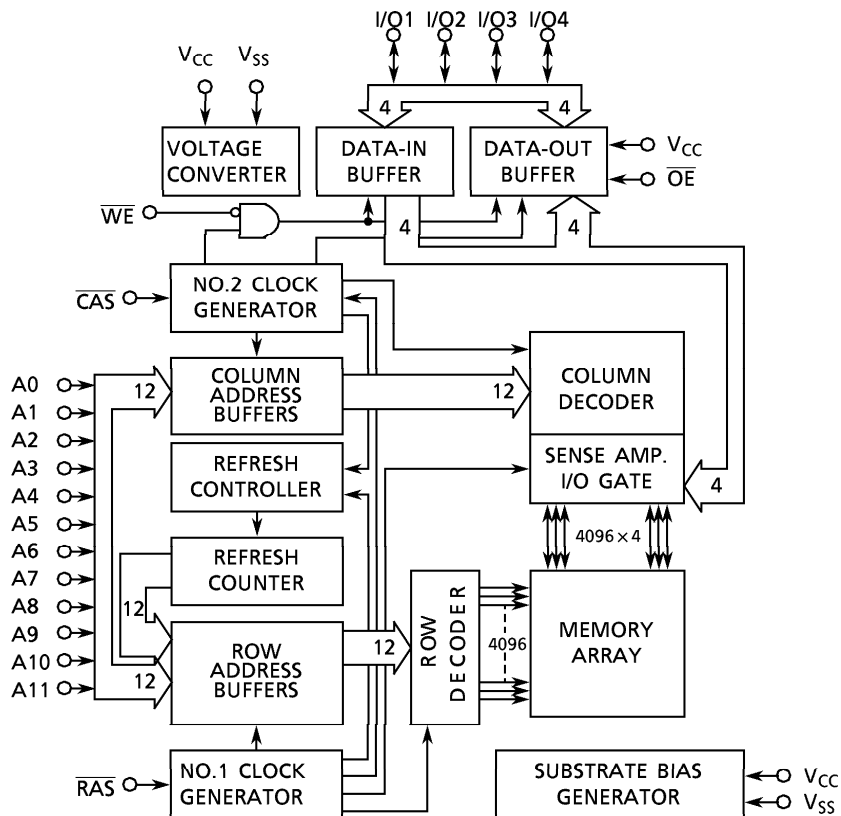 I/O1 I/O2 I/O3 I/O4
VCC VSS
4 4
VOLTAGE
CONVERTER
DATA-IN
BUFFER
DATA-OUT
BUFFER
VCC
OE
WE
4 4
NO.2 CLOCK
GENERATOR
CAS
COLUMN
ADDRESS
BUFFERS
12 12
COLUMN
DECODER
A0
A1
A2
A3
A4
A5
A6
A7
A8
A9
A10
A11
REFRESH
CONTROLLER
SENSE AMP.
I/O GATE
4
4096×4
REFRESH
COUNTER
12
ROW
ADDRESS
BUFFERS
12 12
ROW
DECODER
4096
MEMORY
ARRAY
RAS
NO.1 CLOCK
GENERATOR
SUBSTRATE BIAS
GENERATOR
VCC
VSS